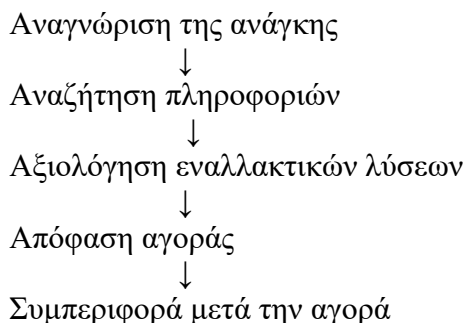 Αναγνώριση της ανάγκης
↓
Αναζήτηση πληροφοριών
↓
Αξιολόγηση εναλλακτικών λύσεων
↓
Απόφαση αγοράς
↓
Συμπεριφορά μετά την αγορά